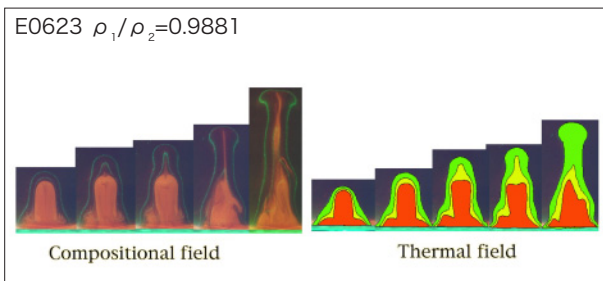 E0623 ρ₁/ρ₂=0.9881
Compositional field
Thermal field